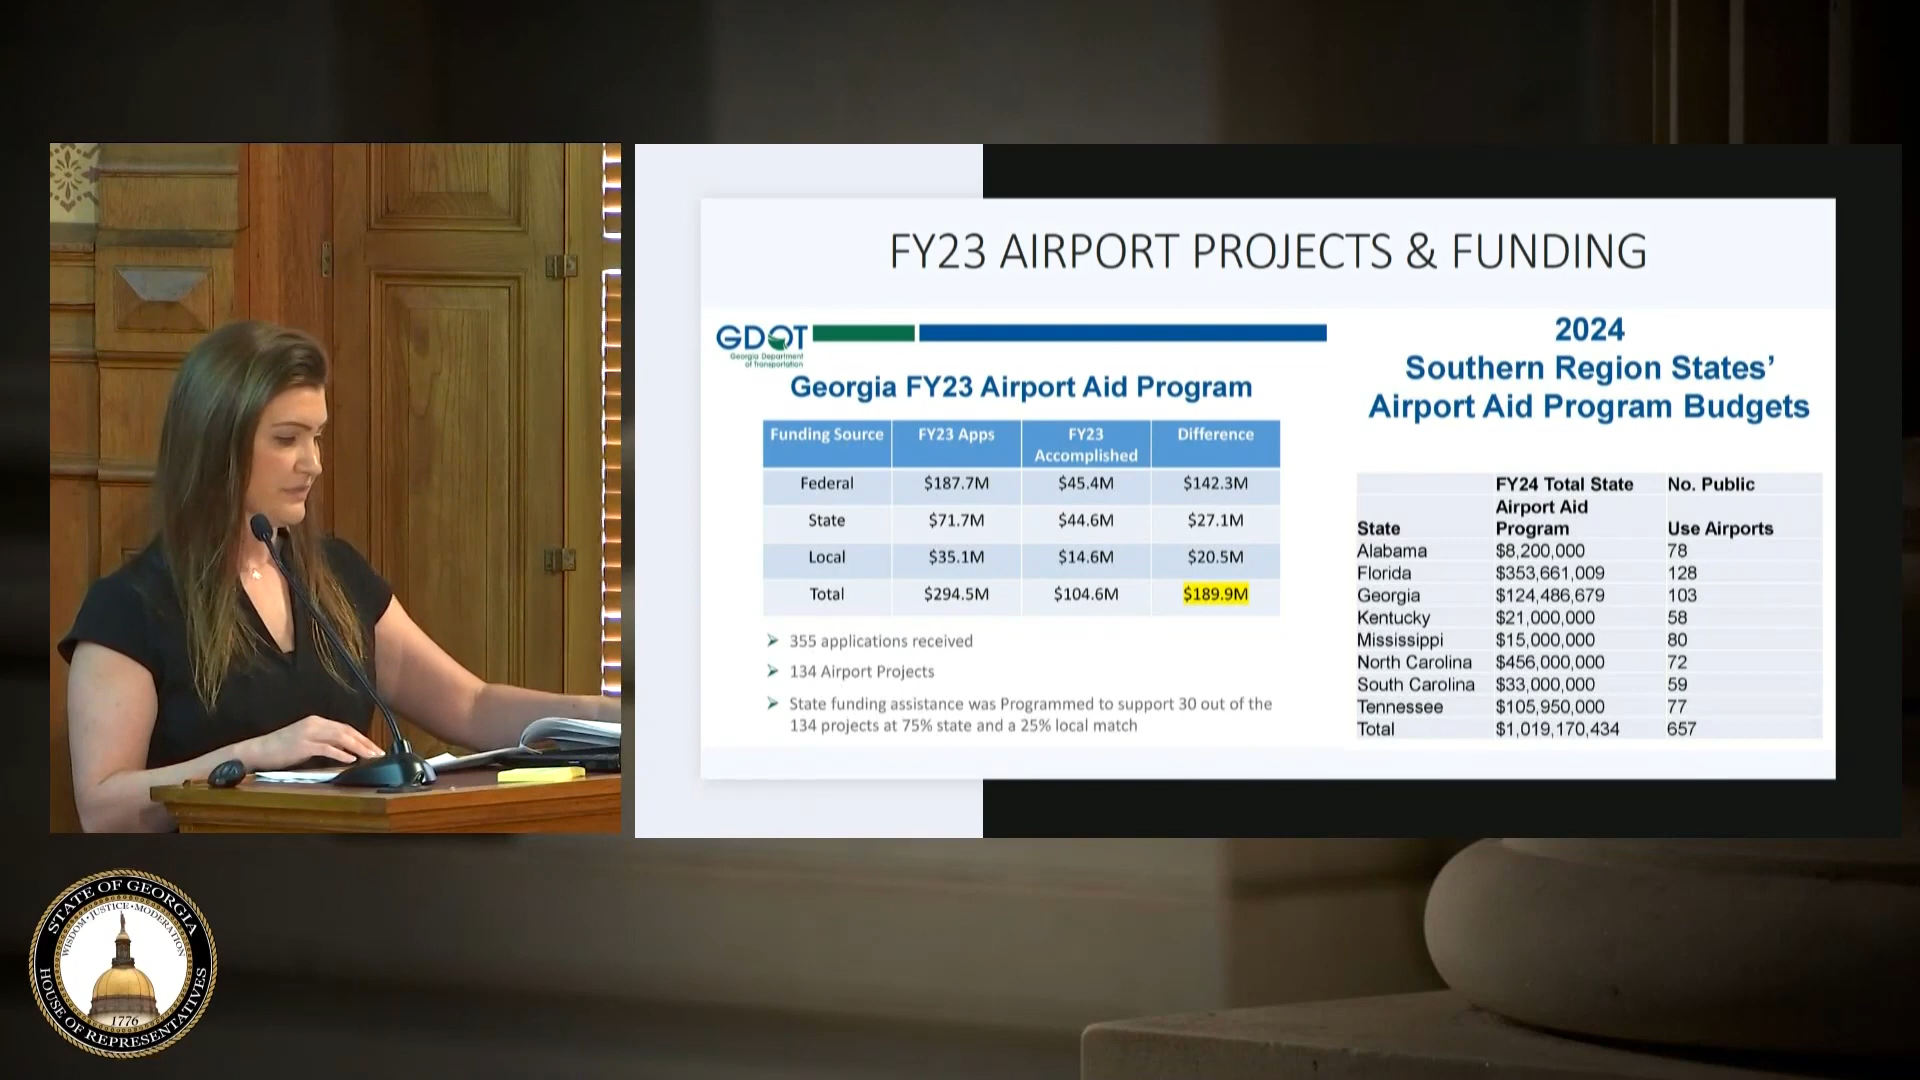 FY23 AIRPORT PROJECTS & FUNDING
GDOT
Georgia Department
of Transportation
Georgia FY23 Airport Aid Program
Funding Source FY23 Apps FY23 Accomplished Difference
Federal $187.7M $45.4M $142.3M
State $71.7M $44.6M $27.1M
Local $35.1M $14.6M $20.5M
Total $294.5M $104.6M $189.9M
355 applications received
134 Airport Projects
State funding assistance was Programmed to support 30 out of the
134 projects at 75% state and a 25% local match
2024
Southern Region States’
Airport Aid Program Budgets
State FY24 Total State Airport Aid Program No. Public Use Airports
Alabama $8,200,000 78
Florida $353,661,009 128
Georgia $124,486,679 103
Kentucky $21,000,000 58
Mississippi $15,000,000 80
North Carolina $456,000,000 72
South Carolina $33,000,000 59
Tennessee $105,950,000 77
Total $1,019,170,434 657
STATE OF GEORGIA
WISDOM • JUSTICE • MODERATION
1776
HOUSE OF REPRESENTATIVES